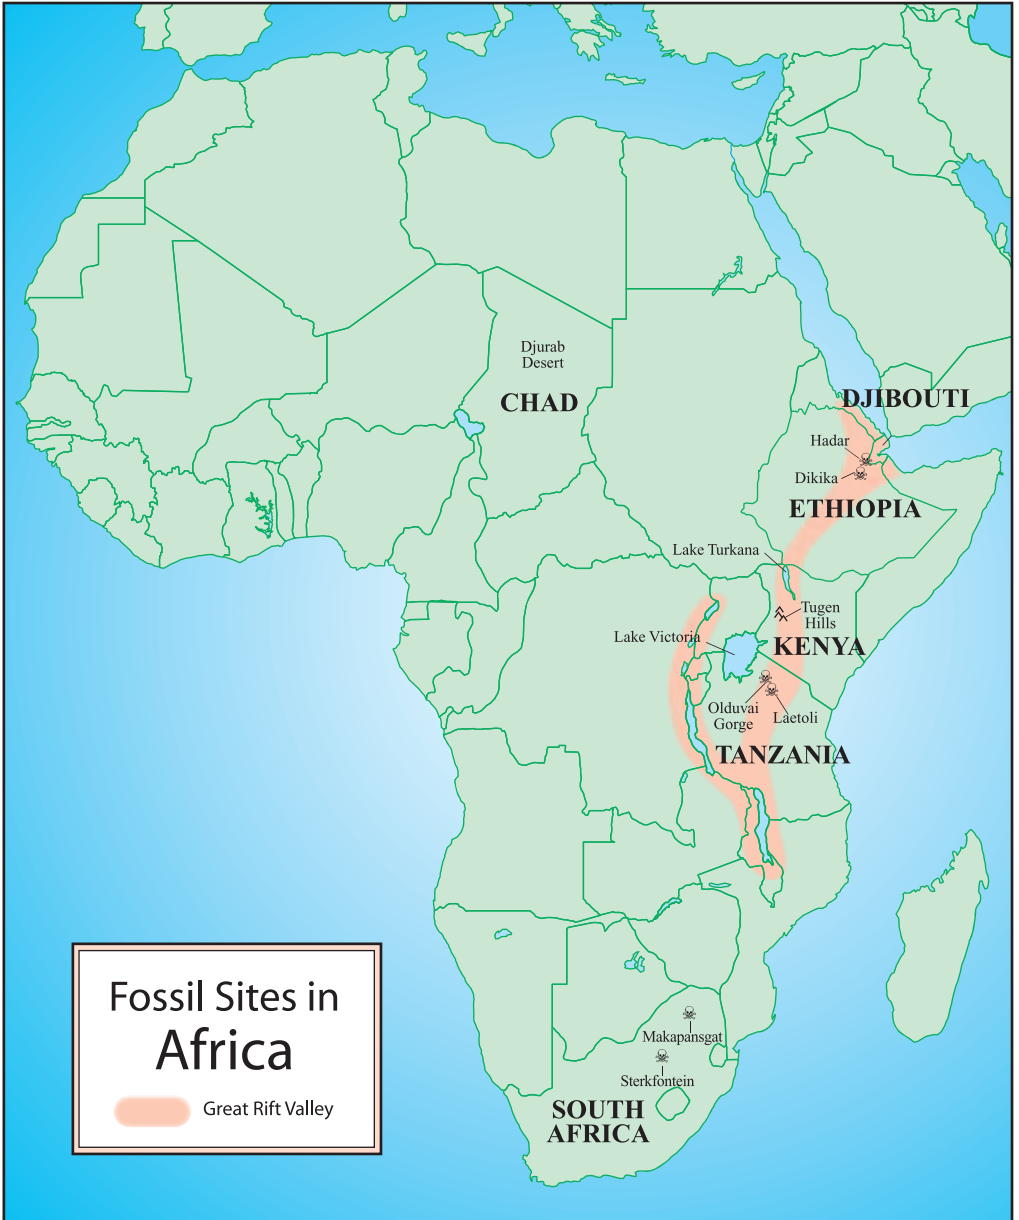 Djurab
Desert
CHAD
DJIBOUTI
Hadar
Dikika
ETHIOPIA
Lake Turkana
Tugen
Hills
Lake Victoria
KENYA
Olduvai
Gorge
Laetoli
TANZANIA
Makapansgat
Sterkfontein
SOUTH
AFRICA
Fossil Sites in
Africa
Great Rift Valley